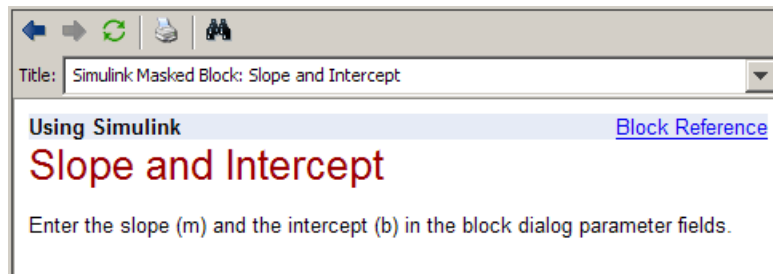 Title: Simulink Masked Block: Slope and Intercept
Using Simulink Block Reference
Slope and Intercept
Enter the slope (m) and the intercept (b) in the block dialog parameter fields.